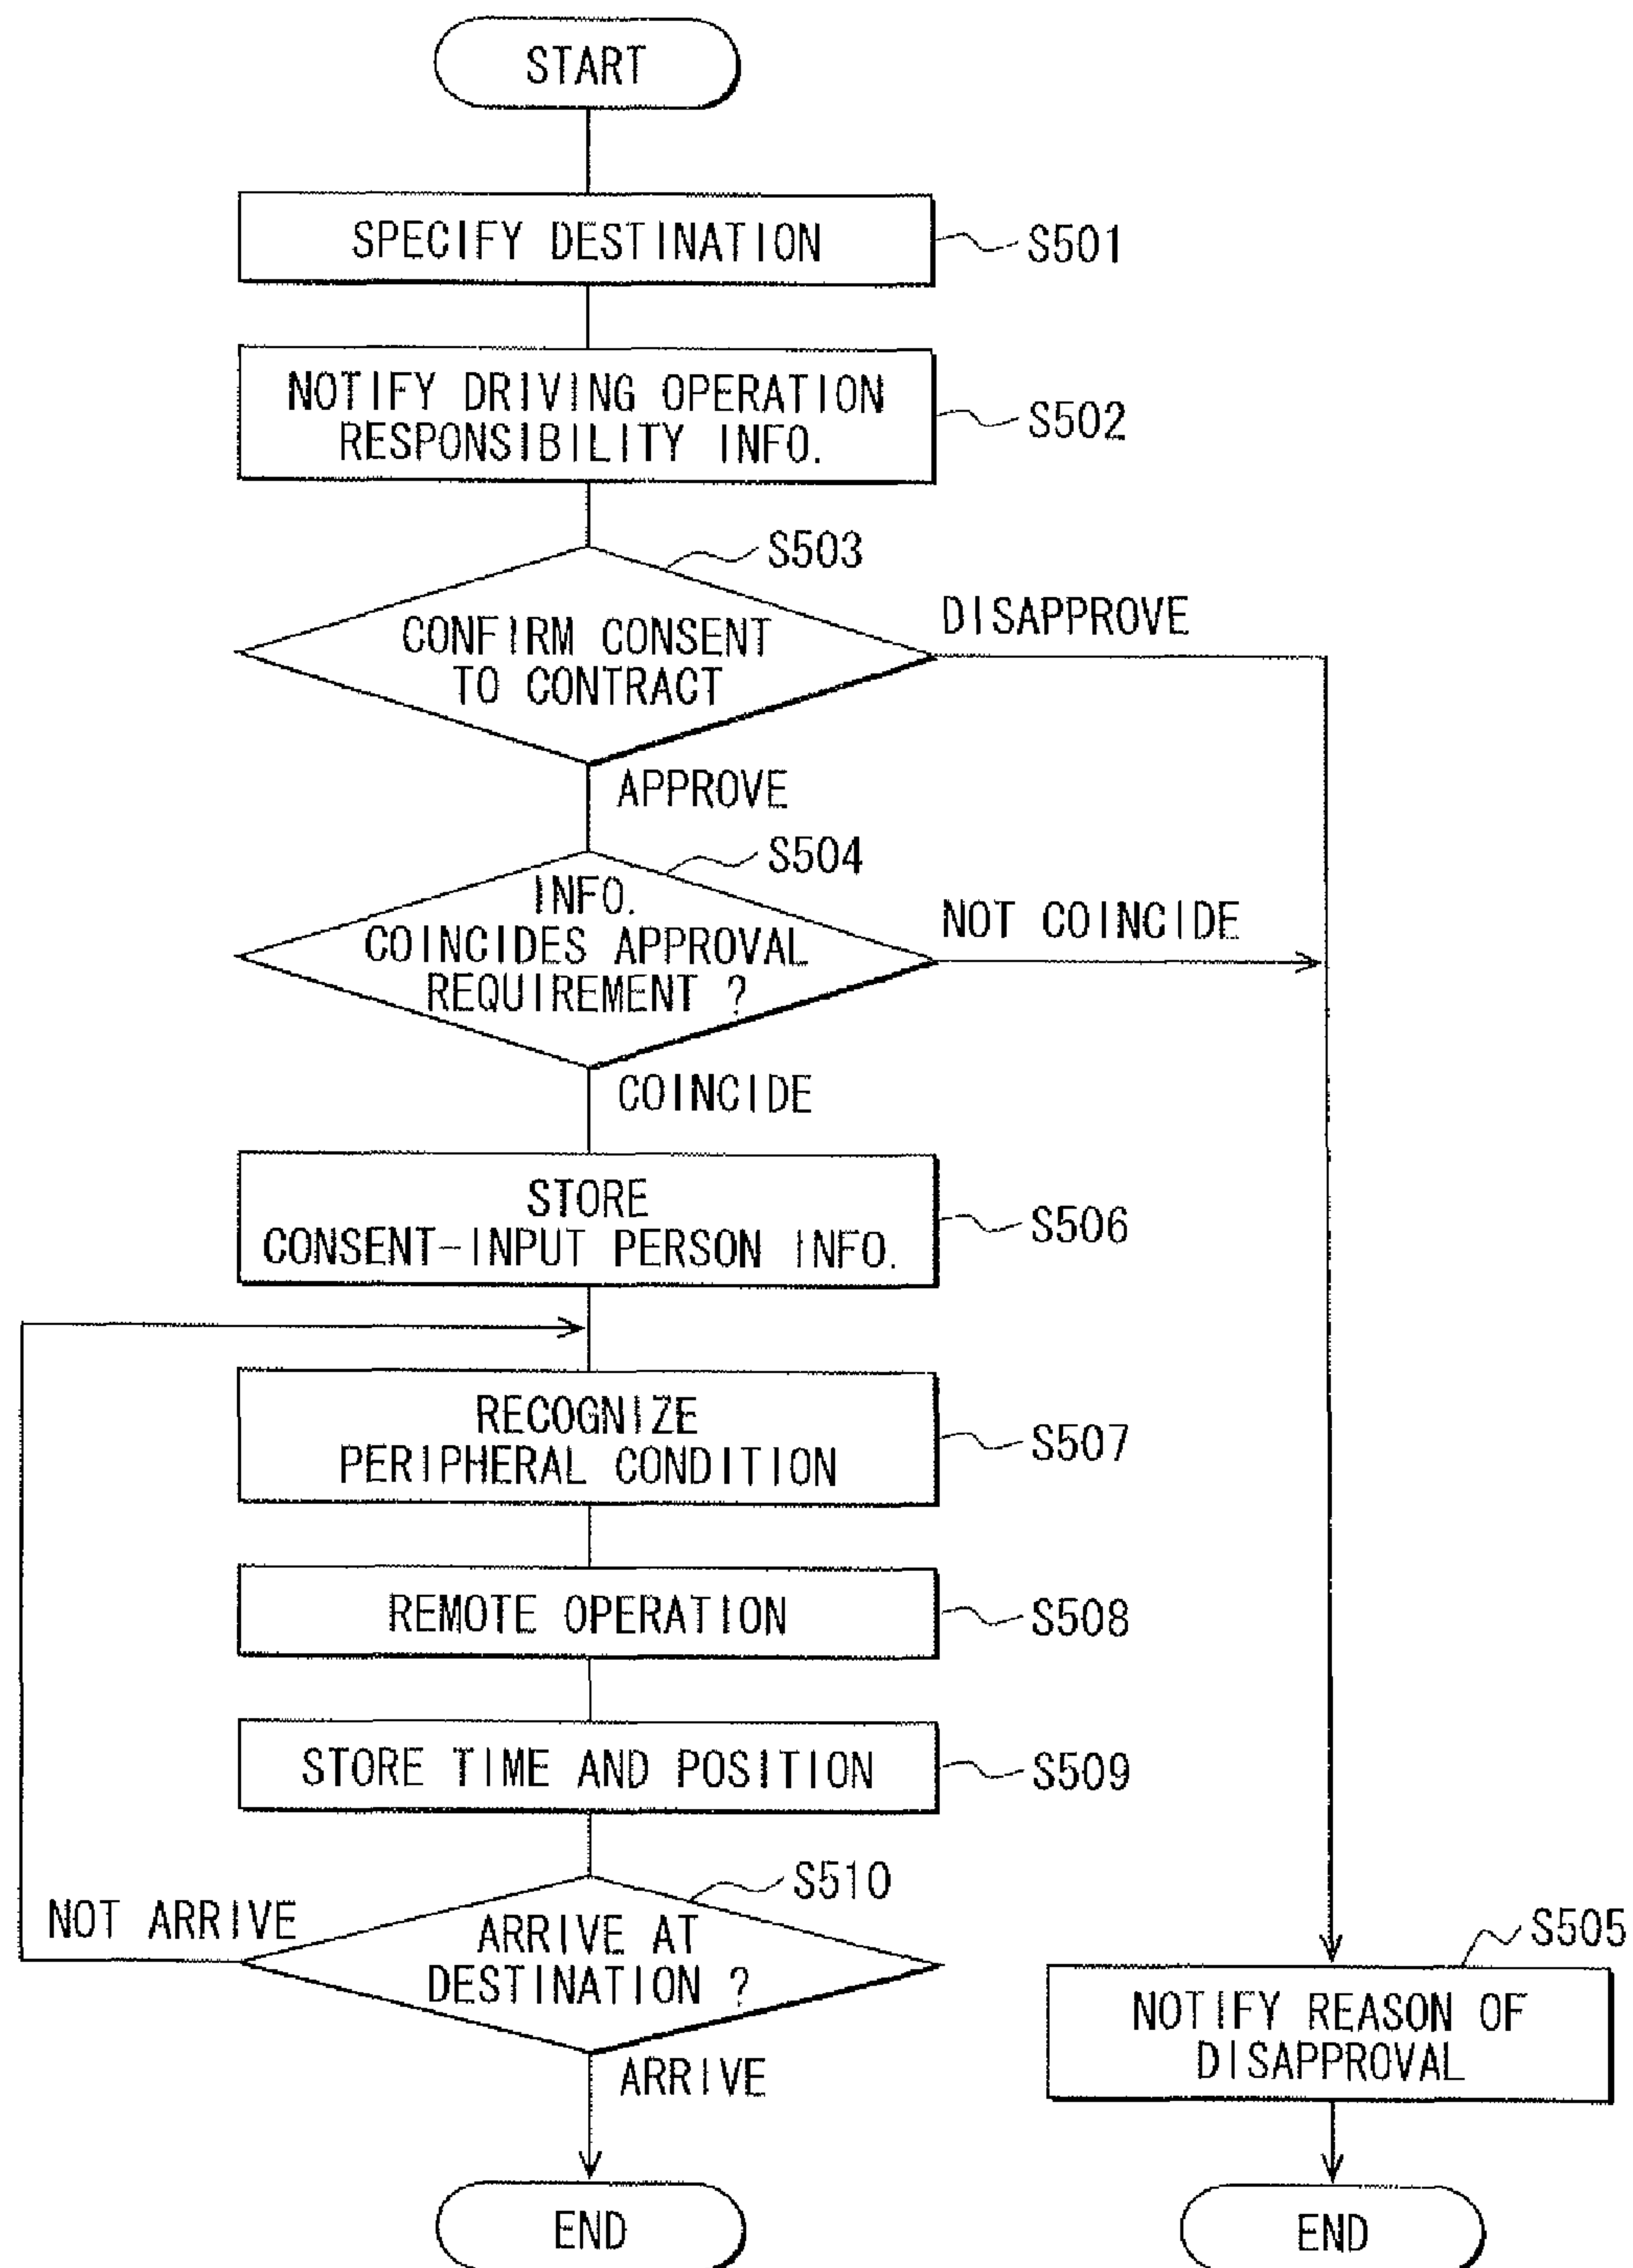 START
SPECIFY DESTINATION
S501
NOTIFY DRIVING OPERATION
RESPONSIBILITY INFO.
S502
S503
CONFIRM CONSENT
TO CONTRACT
DISAPPROVE
APPROVE
S504
INFO.
COINCIDES APPROVAL
REQUIREMENT ?
NOT COINCIDE
COINCIDE
STORE
CONSENT-INPUT PERSON INFO.
S506
RECOGNIZE
PERIPHERAL CONDITION
S507
REMOTE OPERATION
S508
STORE TIME AND POSITION
S509
S510
NOT ARRIVE
ARRIVE AT
DESTINATION ?
ARRIVE
END
S505
NOTIFY REASON OF
DISAPPROVAL
END